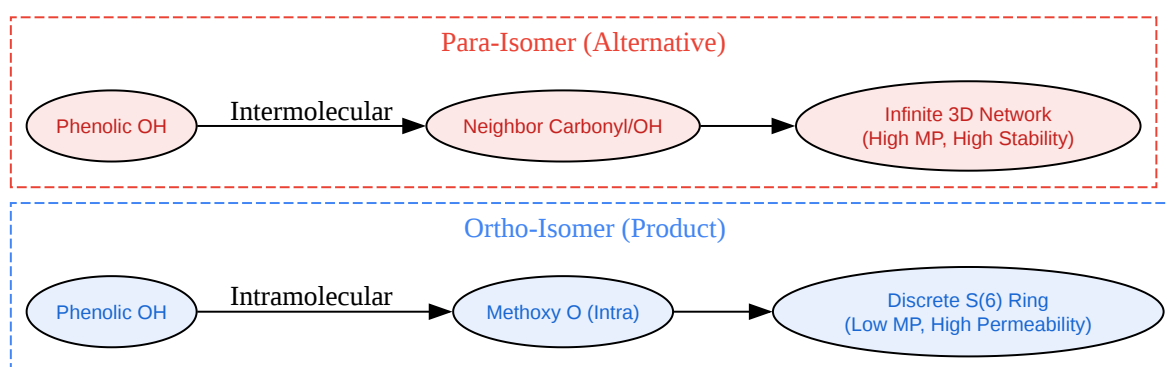 Para-Isomer (Alternative)
Phenolic OH
Intermolecular
Neighbor Carbonyl/OH
Infinite 3D Network
(High MP, High Stability)
Ortho-Isomer (Product)
Phenolic OH
Intramolecular
Methoxy O (Intra)
Discrete S(6) Ring
(Low MP, High Permeability)